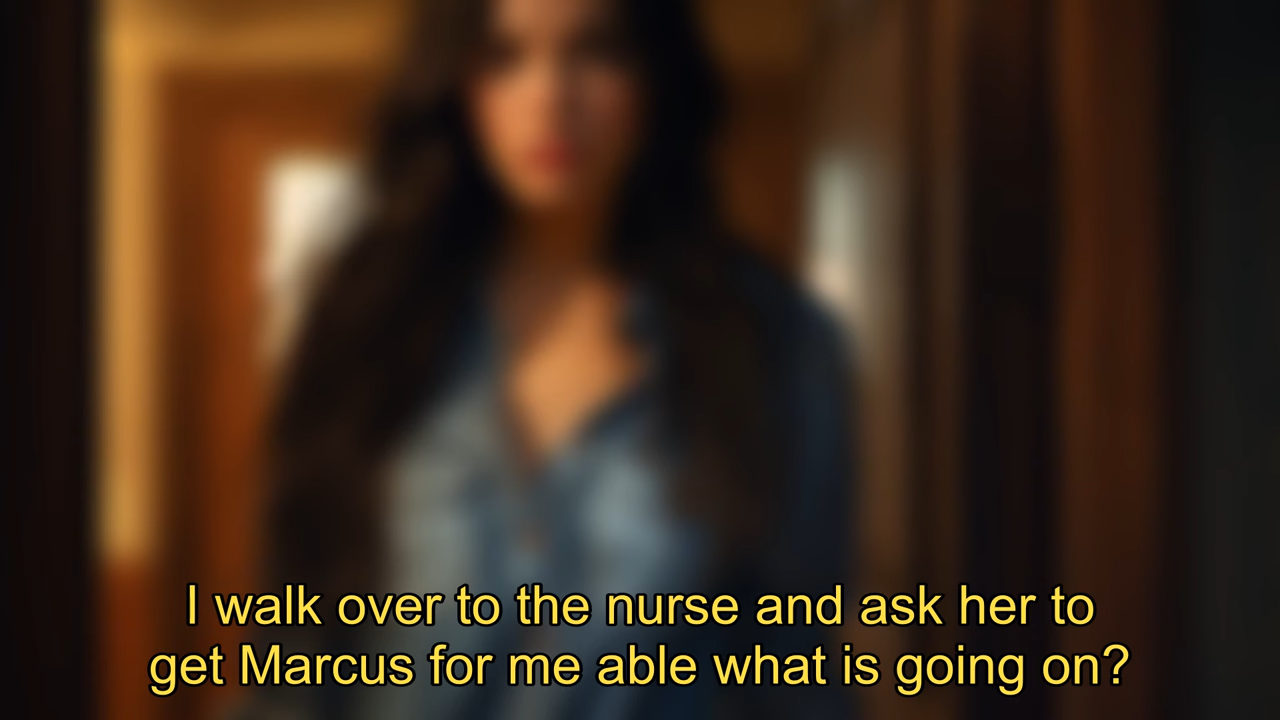 I walk over to the nurse and ask her to
get Marcus for me able what is going on?